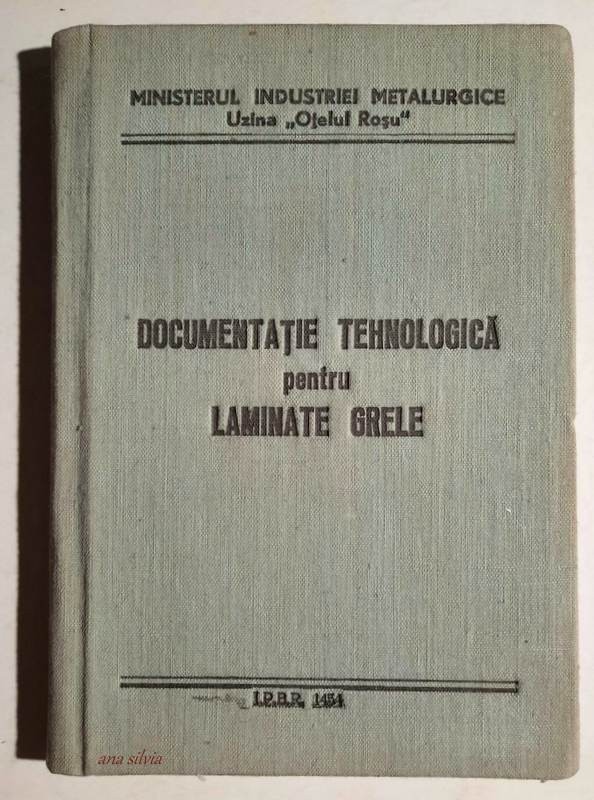 MINISTERUL INDUSTRIEI METALURGICE
Uzina „Oțelul Roșu"
DOCUMENTAȚIE TEHNOLOGICĂ
pentru
LAMINATE GRELE
I.P.B.R. 1454
ana silvia